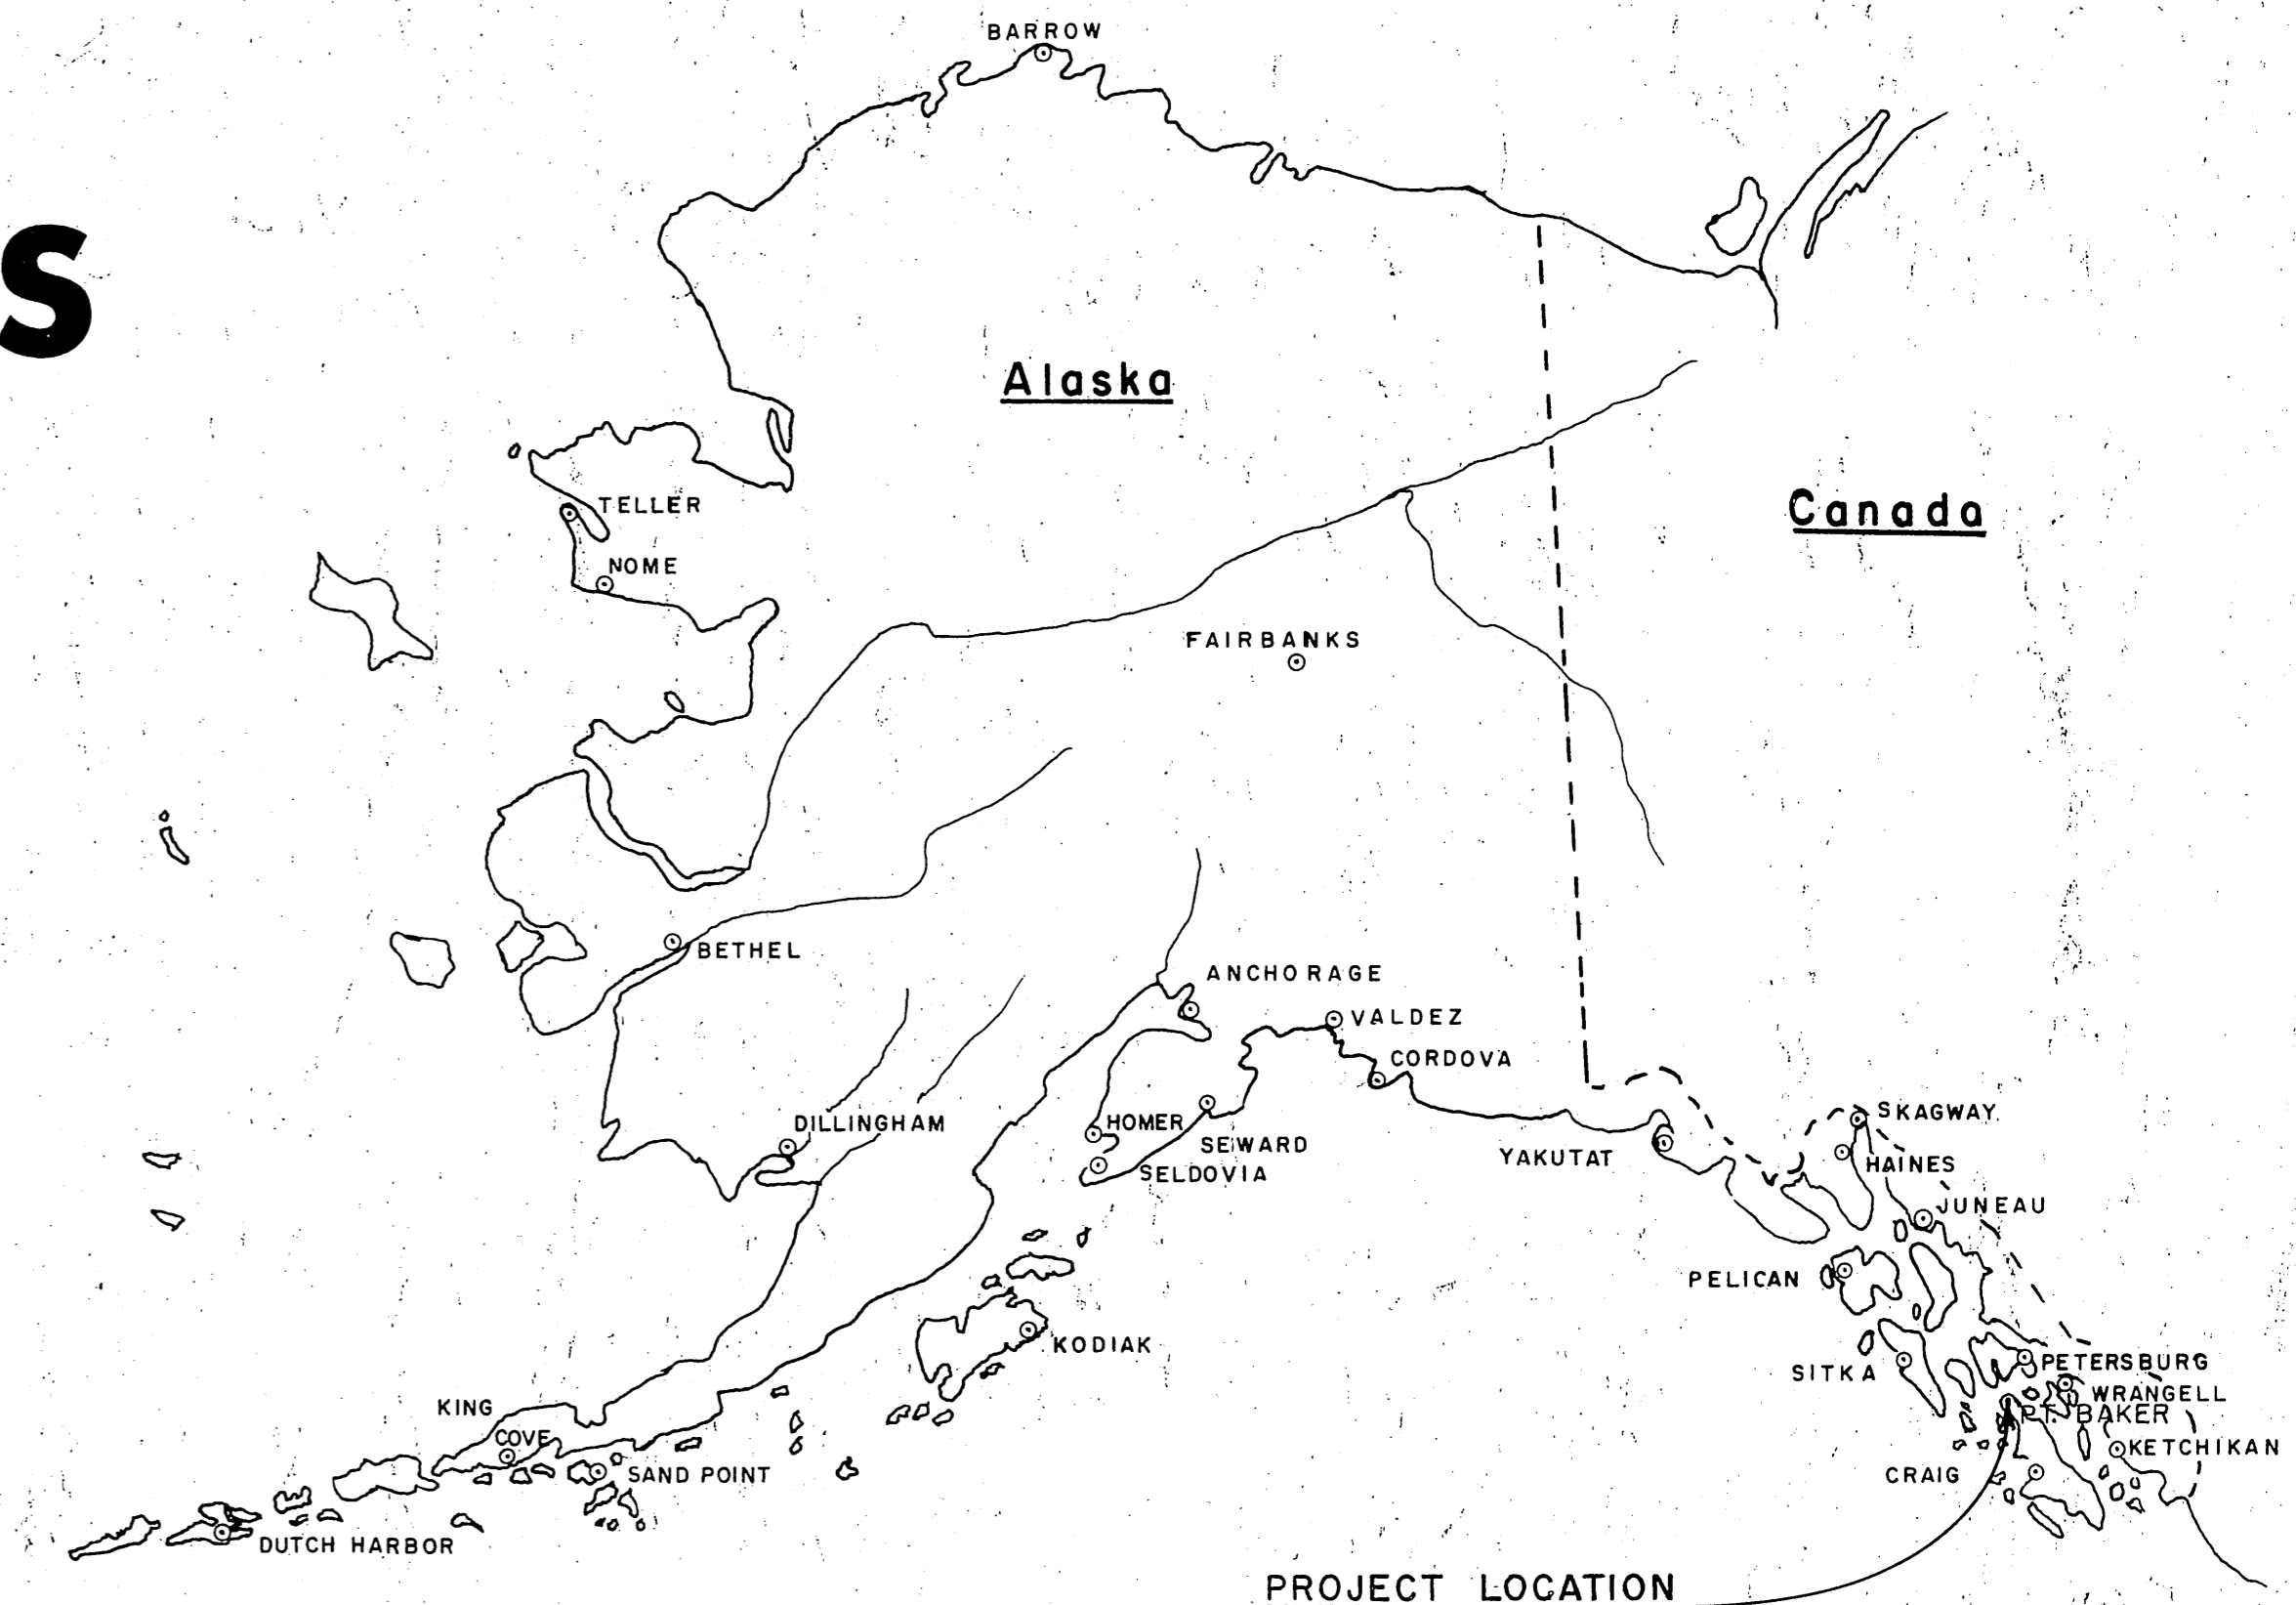 BARROW
S
Alaska
TELLER
Canada
NOME
FAIRBANKS
BETHEL
ANCHORAGE
VALDEZ
CORDOVA
DILLINGHAM
HOMER
SEWARD
SELDOVIA
YAKUTAT
SKAGWAY
HAINES
JUNEAU
PELICAN
KODIAK
SITKA
PETERSBURG
WRANGELL
PT. BAKER
KING
COVE
KETCHIKAN
SAND POINT
CRAIG
DUTCH HARBOR
PROJECT LOCATION